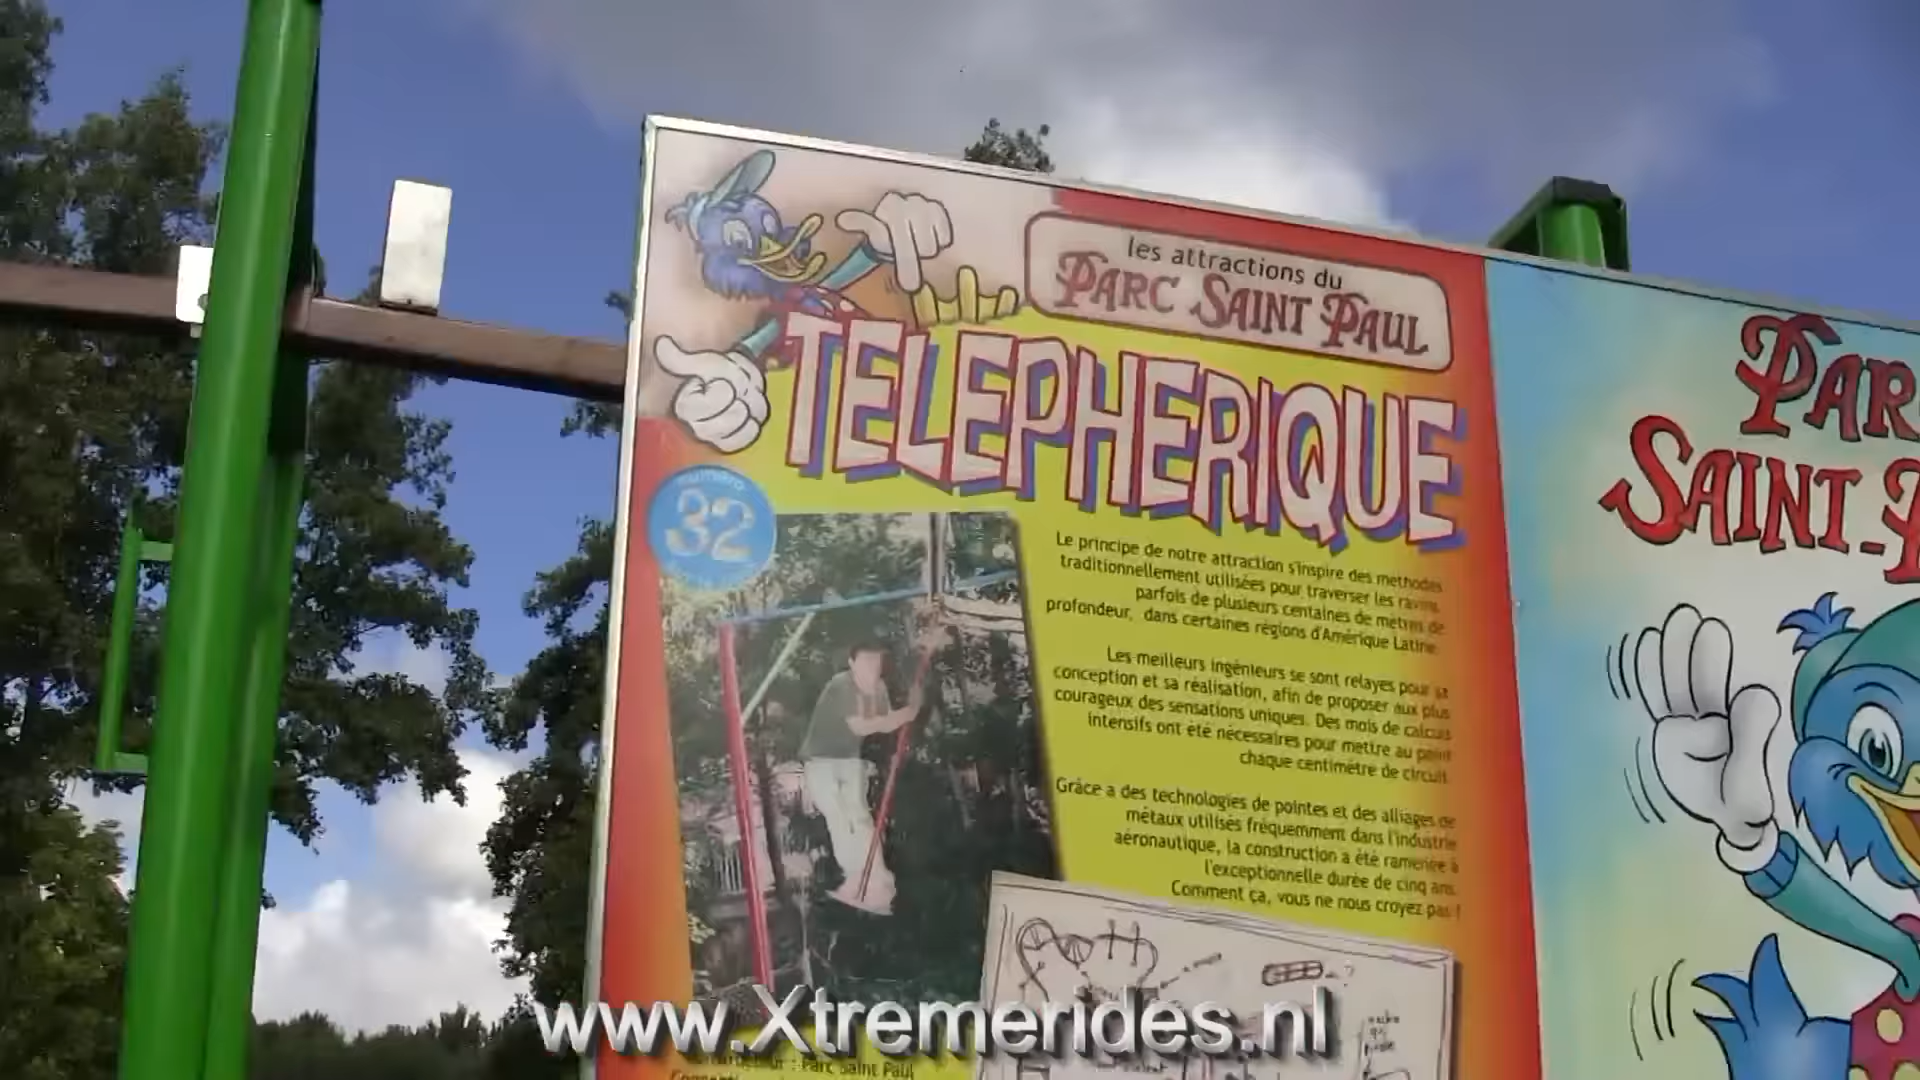 les attractions du
PARC SAINT PAUL
TELEPHERIQUE
numero
32
Le principe de notre attraction s'inspire des methodes
traditionnellement utilisées pour traverser les ravins,
parfois de plusieurs centaines de metres de
profondeur, dans certaines régions d'Amérique Latine.
Les meilleurs ingénieurs se sont relayes pour sa
conception et sa réalisation, afin de proposer aux plus
courageux des sensations uniques. Des mois de calculs
intensifs ont été nécessaires pour mettre au point
chaque centimètre de circuit.
Grâce a des technologies de pointes et des alliages de
métaux utilisés fréquemment dans l'industrie
aéronautique, la construction a été ramenée à
l'exceptionnelle durée de cinq ans.
Comment ça, vous ne nous croyez pas !
PAR
SAINT-P
www.Xtremerides.nl
: Parc Saint Paul